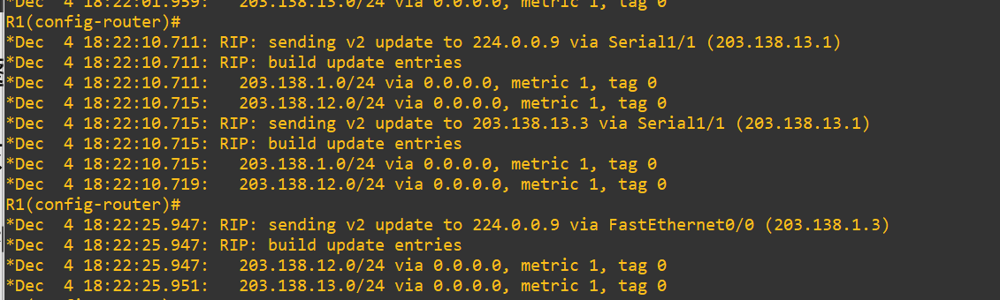 *Dec  4 18:22:01.959:   203.138.13.0/24 via 0.0.0.0, metric 1, tag 0
R1(config-router)#
*Dec  4 18:22:10.711: RIP: sending v2 update to 224.0.0.9 via Serial1/1 (203.138.13.1)
*Dec  4 18:22:10.711: RIP: build update entries
*Dec  4 18:22:10.711:   203.138.1.0/24 via 0.0.0.0, metric 1, tag 0
*Dec  4 18:22:10.715:   203.138.12.0/24 via 0.0.0.0, metric 1, tag 0
*Dec  4 18:22:10.715: RIP: sending v2 update to 203.138.13.3 via Serial1/1 (203.138.13.1)
*Dec  4 18:22:10.715: RIP: build update entries
*Dec  4 18:22:10.715:   203.138.1.0/24 via 0.0.0.0, metric 1, tag 0
*Dec  4 18:22:10.719:   203.138.12.0/24 via 0.0.0.0, metric 1, tag 0
R1(config-router)#
*Dec  4 18:22:25.947: RIP: sending v2 update to 224.0.0.9 via FastEthernet0/0 (203.138.1.3)
*Dec  4 18:22:25.947: RIP: build update entries
*Dec  4 18:22:25.947:   203.138.12.0/24 via 0.0.0.0, metric 1, tag 0
*Dec  4 18:22:25.951:   203.138.13.0/24 via 0.0.0.0, metric 1, tag 0